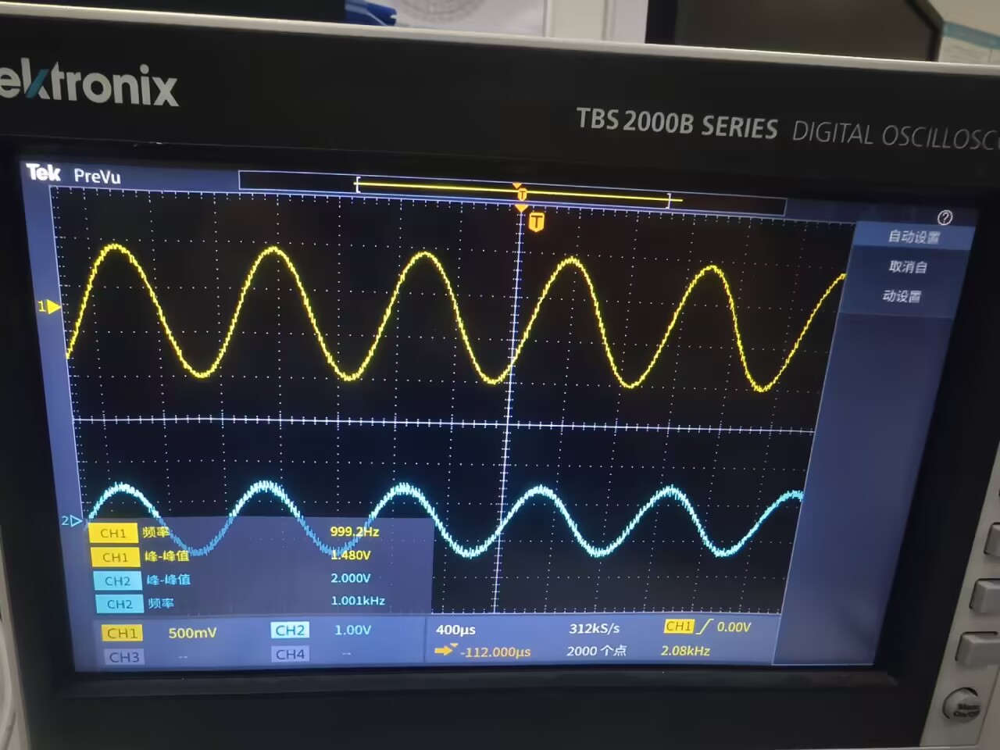 ektronix
TBS 2000B SERIES DIGITAL OSCILLOSC
Tek PreVu
T
T
?
自动设置
取消自
动设置
1
2
CH1 频率 999.2Hz
CH1 峰-峰值 1.480V
CH2 峰-峰值 2.000V
CH2 频率 1.001kHz
CH1 500mV CH2 1.00V 400μs 312kS/s CH1 0.00V
CH3 -- CH4 -- -112.000μs 2000 个点 2.08kHz